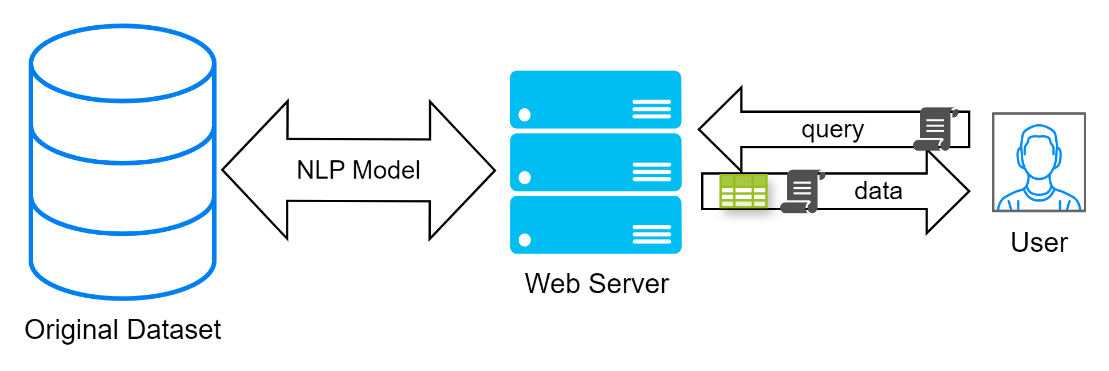 NLP Model
query
data
User
Web Server
Original Dataset